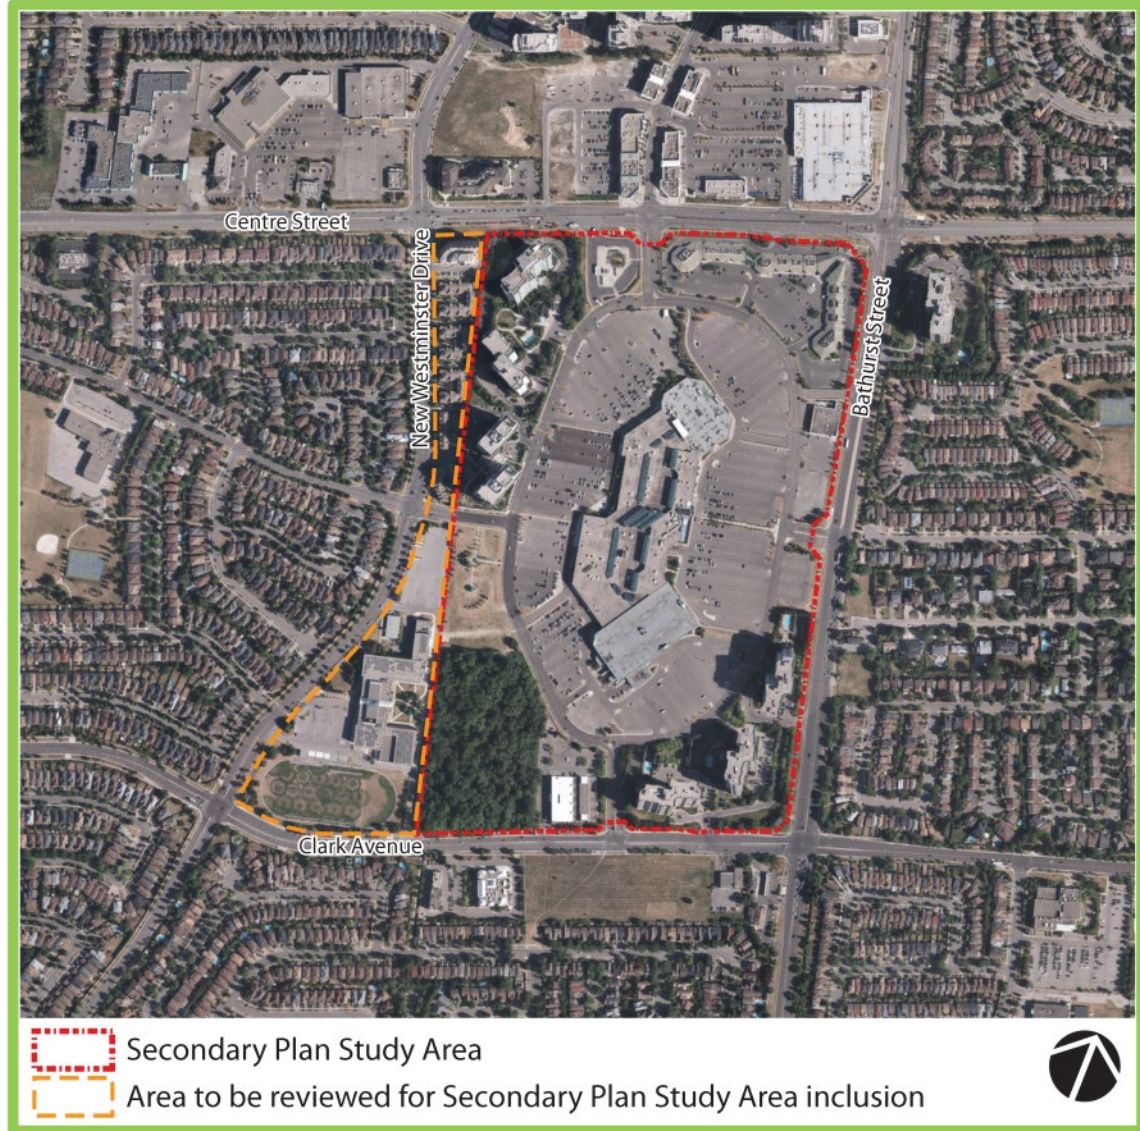 Centre Street
New Westminster Drive
Bathurst Street
Clark Avenue
Secondary Plan Study Area
Area to be reviewed for Secondary Plan Study Area inclusion